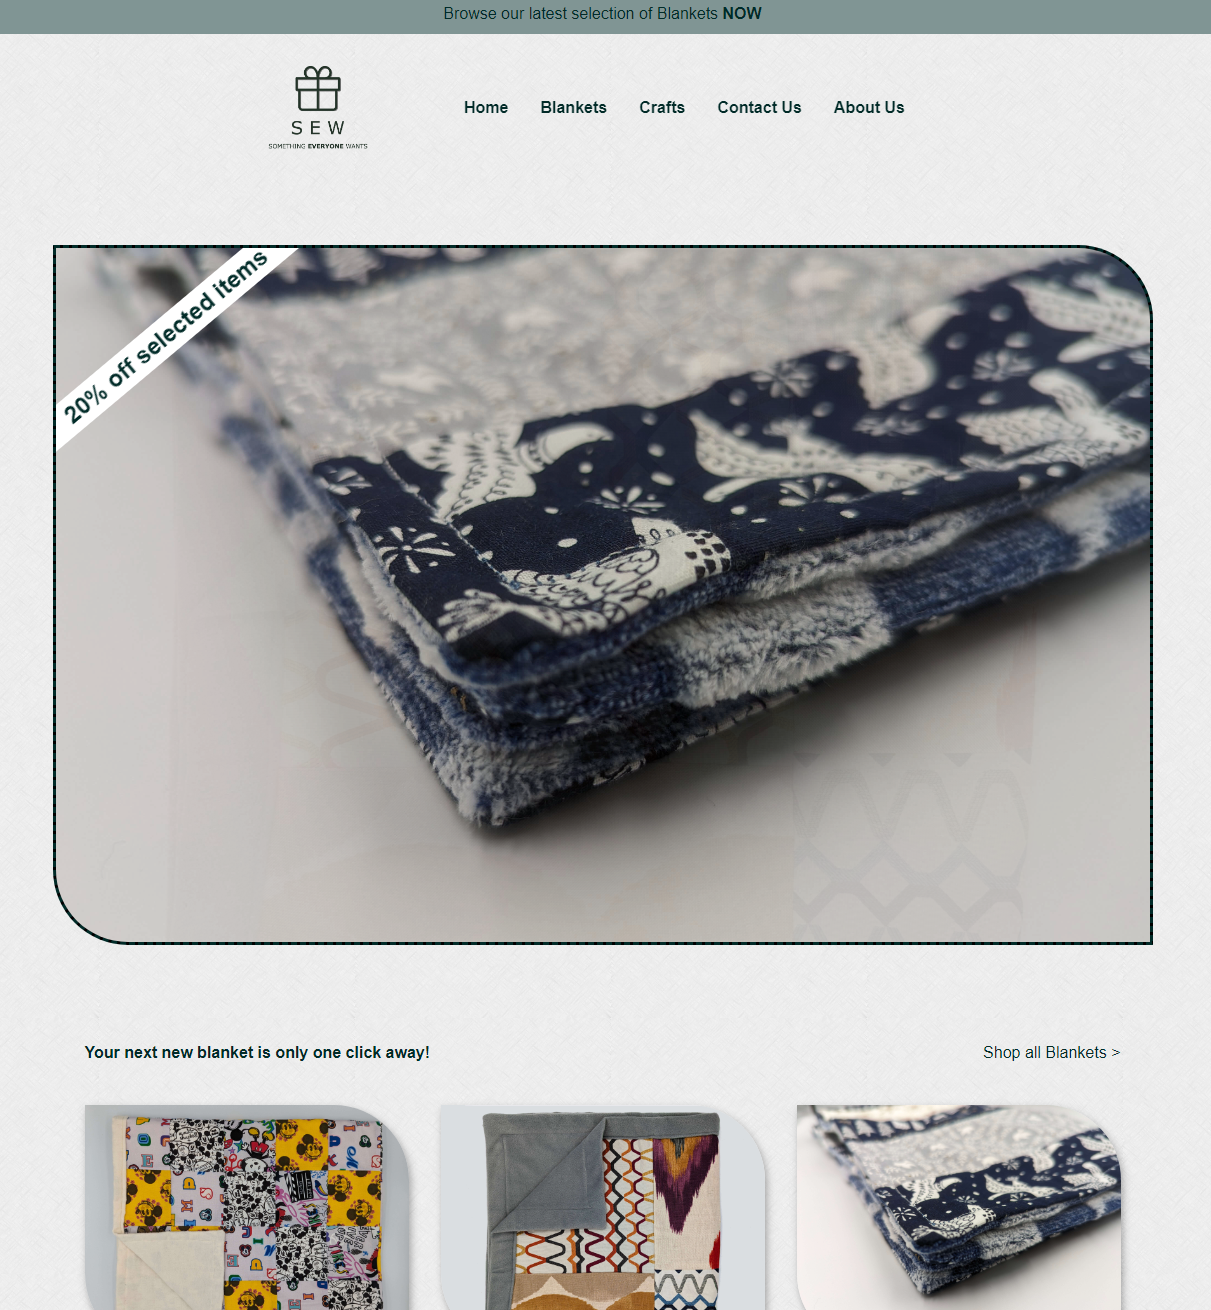 Browse our latest selection of Blankets NOW
SEW
SOMETHING EVERYONE WANTS
Home Blankets Crafts Contact Us About Us
20% off selected items
Your next new blanket is only one click away!
Shop all Blankets >